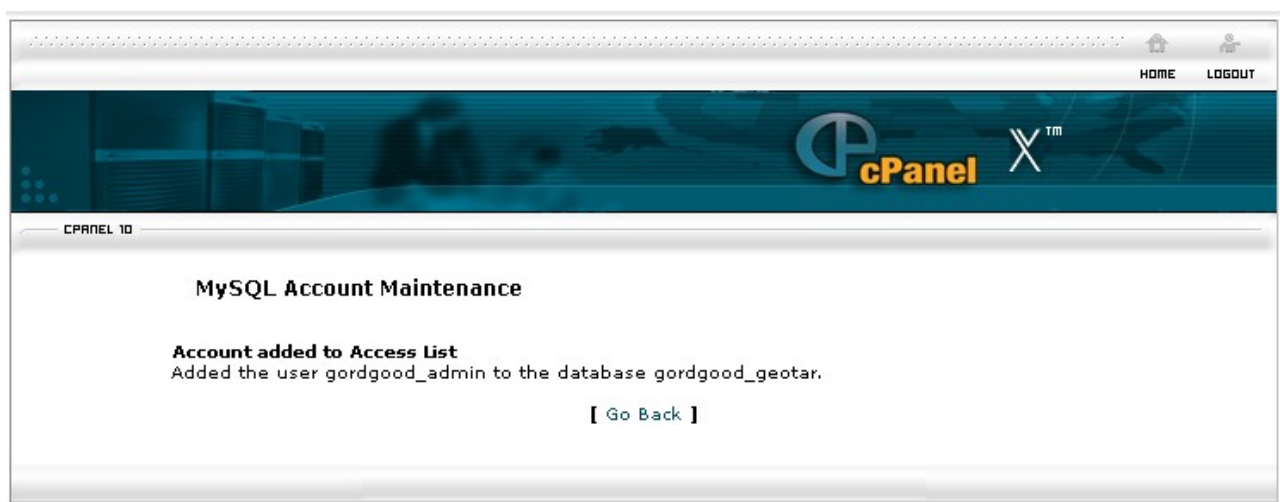 HOME LOGOUT
cPanel X™
CPANEL 10
MySQL Account Maintenance
Account added to Access List
Added the user gordgood_admin to the database gordgood_geotar.
[ Go Back ]